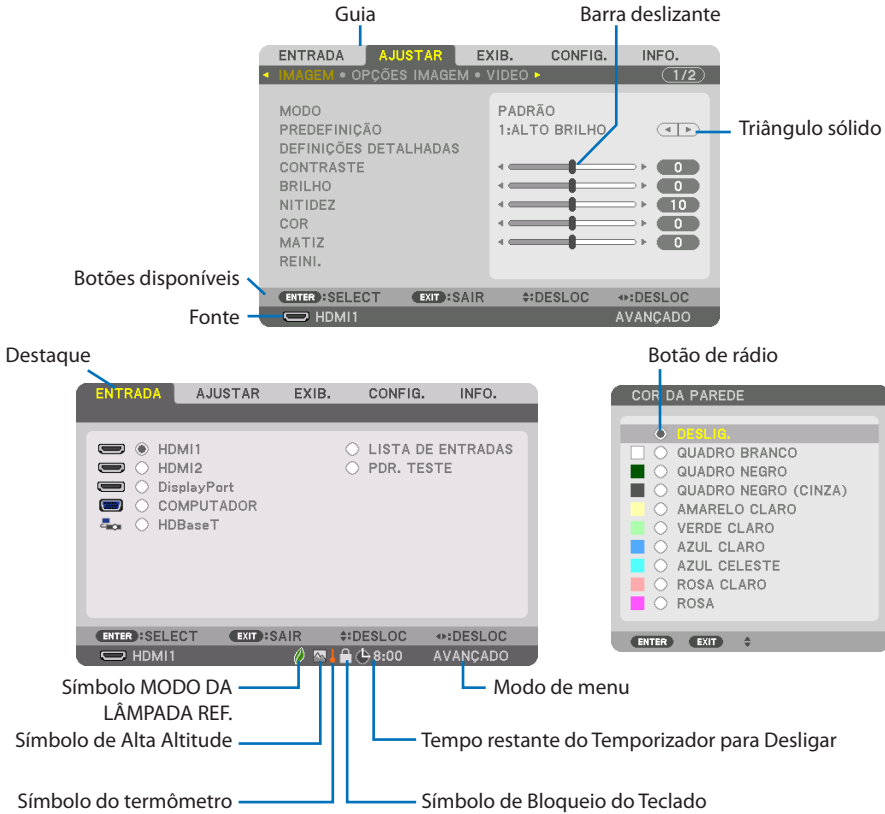 Guia
Barra deslizante
ENTRADA AJUSTAR EXIB. CONFIG. INFO.
IMAGEM • OPÇÕES IMAGEM • VIDEO 1/2
MODO PADRÃO
PREDEFINIÇÃO 1:ALTO BRILHO
Triângulo sólido
DEFINIÇÕES DETALHADAS
CONTRASTE 0
BRILHO 0
NITIDEZ 10
COR 0
MATIZ 0
REINI.
Botões disponíveis
ENTER :SELECT EXIT :SAIR :DESLOC :DESLOC
Fonte
HDMI1 AVANÇADO
Destaque
ENTRADA AJUSTAR EXIB. CONFIG. INFO.
HDMI1 LISTA DE ENTRADAS
HDMI2 PDR. TESTE
DisplayPort
COMPUTADOR
HDBaseT
ENTER :SELECT EXIT :SAIR :DESLOC :DESLOC
HDMI1 8:00 AVANÇADO
Botão de rádio
COR DA PAREDE
DESLIG.
QUADRO BRANCO
QUADRO NEGRO
QUADRO NEGRO (CINZA)
AMARELO CLARO
VERDE CLARO
AZUL CLARO
AZUL CELESTE
ROSA CLARO
ROSA
ENTER EXIT
Símbolo MODO DA
LÂMPADA REF.
Modo de menu
Símbolo de Alta Altitude
Tempo restante do Temporizador para Desligar
Símbolo do termômetro
Símbolo de Bloqueio do Teclado